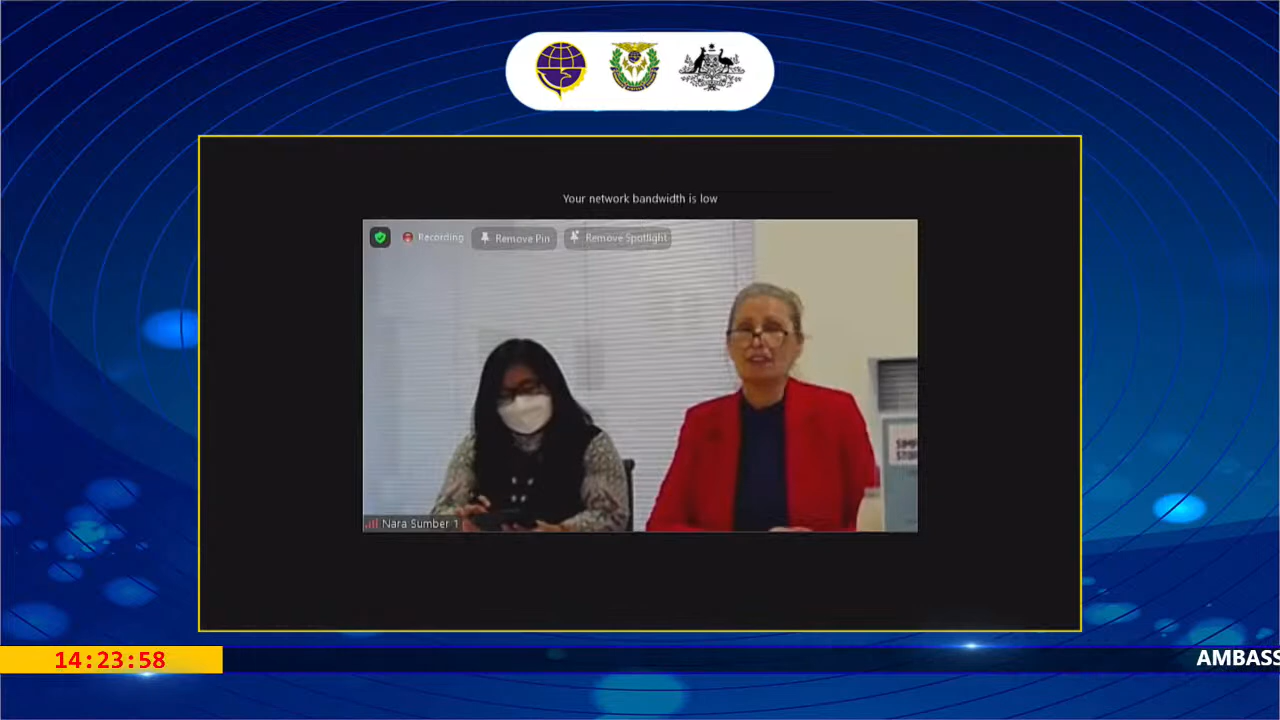 Your network bandwidth is low
Recording
Remove Pin
Remove Spotlight
Nara Sumber 1
14:23:58
AMBASS